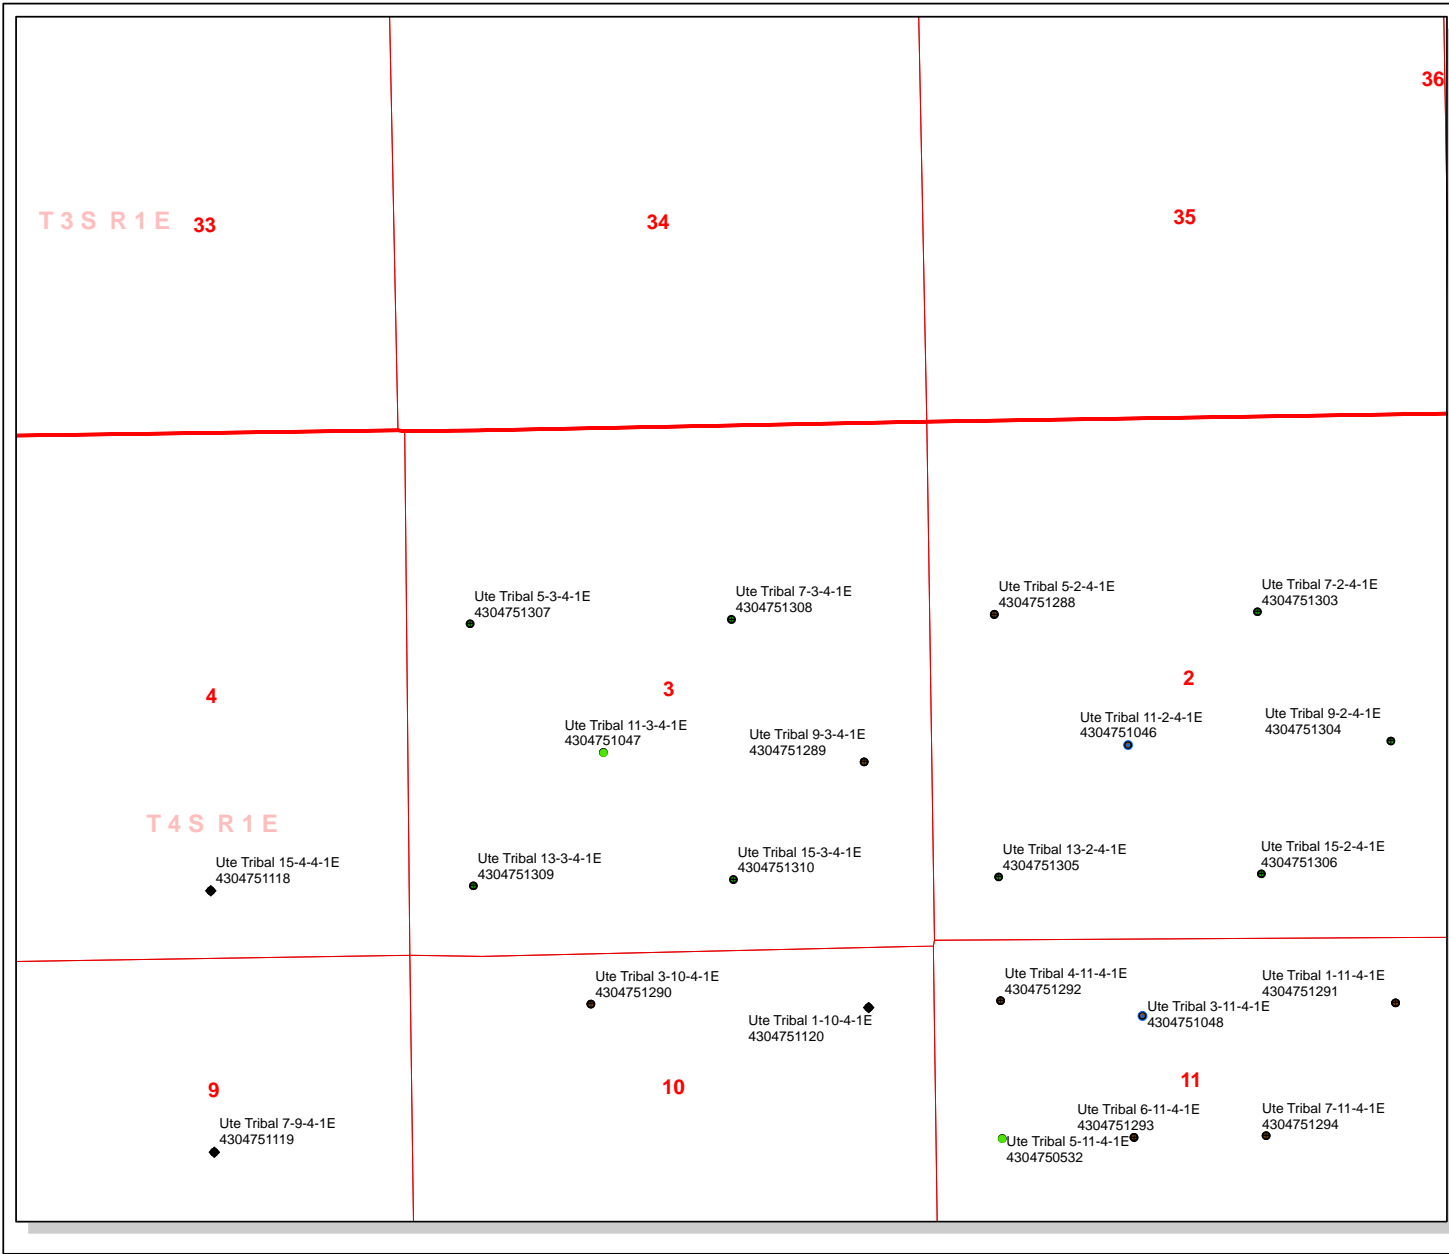 36
T 3 S R 1 E
33
34
35
Ute Tribal 5-3-4-1E
4304751307
Ute Tribal 7-3-4-1E
4304751308
Ute Tribal 5-2-4-1E
4304751288
Ute Tribal 7-2-4-1E
4304751303
4
3
2
Ute Tribal 11-3-4-1E
4304751047
Ute Tribal 9-3-4-1E
4304751289
Ute Tribal 11-2-4-1E
4304751046
Ute Tribal 9-2-4-1E
4304751304
T 4 S R 1 E
Ute Tribal 15-4-4-1E
4304751118
Ute Tribal 13-3-4-1E
4304751309
Ute Tribal 15-3-4-1E
4304751310
Ute Tribal 13-2-4-1E
4304751305
Ute Tribal 15-2-4-1E
4304751306
Ute Tribal 3-10-4-1E
4304751290
Ute Tribal 1-10-4-1E
4304751120
Ute Tribal 4-11-4-1E
4304751292
Ute Tribal 3-11-4-1E
4304751048
Ute Tribal 1-11-4-1E
4304751291
9
10
11
Ute Tribal 7-9-4-1E
4304751119
Ute Tribal 6-11-4-1E
4304751293
Ute Tribal 7-11-4-1E
4304751294
Ute Tribal 5-11-4-1E
4304750532